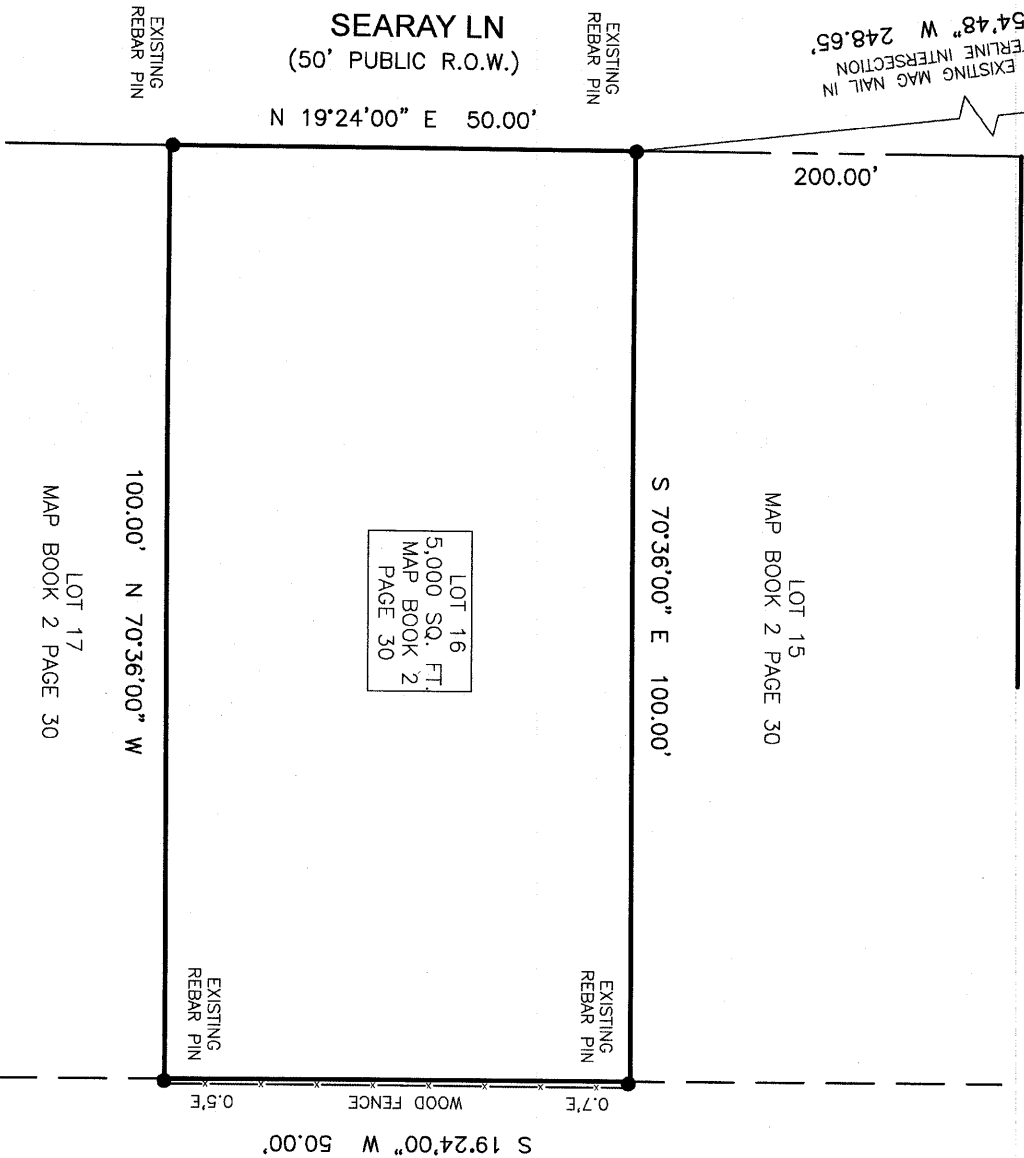 SEARAY LN
(50' PUBLIC R.O.W.)
N 19°24'00" E 50.00'
EXISTING
REBAR PIN
EXISTING
REBAR PIN
EXISTING MAG NAIL IN
INTERSECTION
54'48" W 248.65'
200.00'
S 70°36'00" E 100.00'
LOT 15
MAP BOOK 2 PAGE 30
LOT 16
5,000 SQ. FT.
MAP BOOK 2
PAGE 30
100.00' N 70°36'00" W
LOT 17
MAP BOOK 2 PAGE 30
EXISTING
REBAR PIN
EXISTING
REBAR PIN
0.7'E
WOOD FENCE
0.5'E
S 19°24'00" W 50.00'